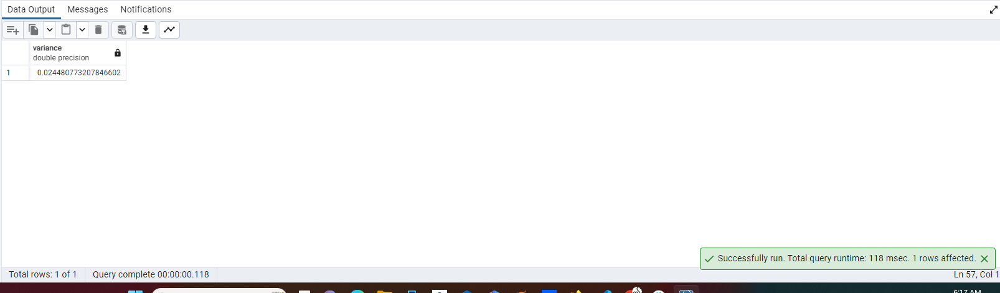 Data Output Messages Notifications
variance
double precision
1 0.024480773207846602
Successfully run. Total query runtime: 118 msec. 1 rows affected.
Total rows: 1 of 1 Query complete 00:00:00.118 Ln 57, Col 1
6:17 AM